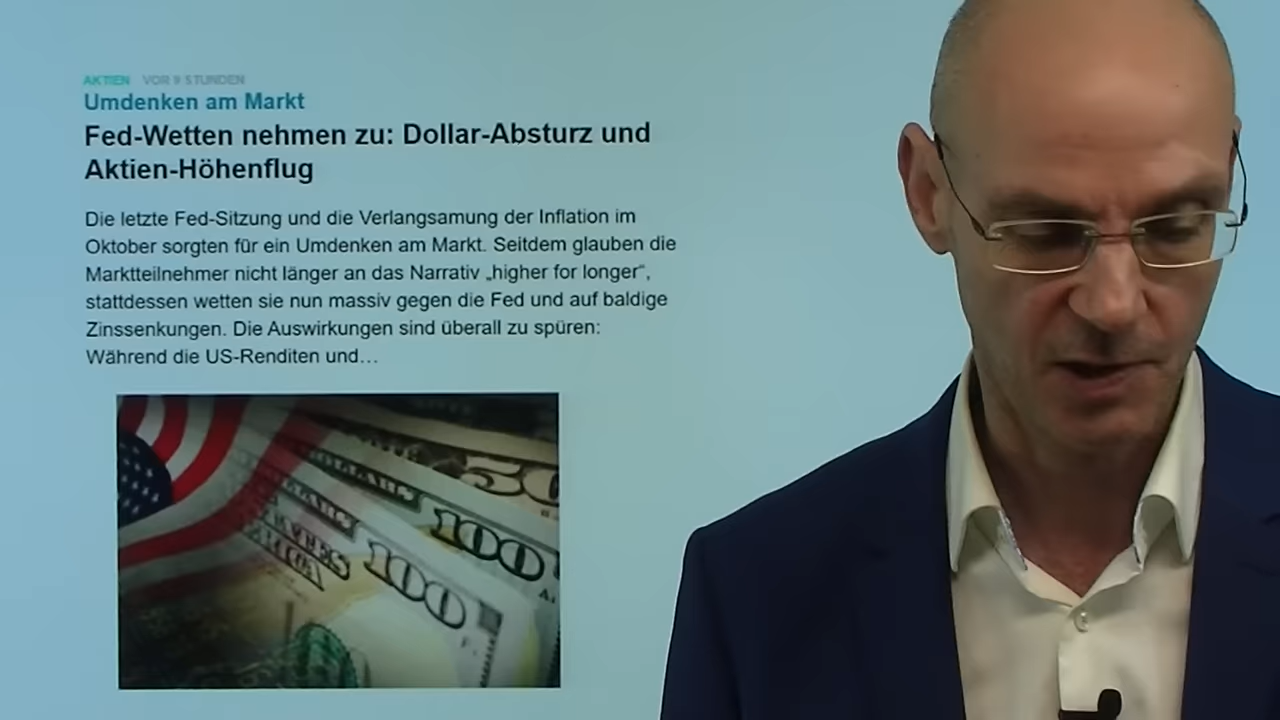 AKTIEN VOR 9 STUNDEN
Umdenken am Markt
Fed-Wetten nehmen zu: Dollar-Absturz und
Aktien-Höhenflug
Die letzte Fed-Sitzung und die Verlangsamung der Inflation im
Oktober sorgten für ein Umdenken am Markt. Seitdem glauben die
Marktteilnehmer nicht länger an das Narrativ „higher for longer“,
stattdessen wetten sie nun massiv gegen die Fed und auf baldige
Zinssenkungen. Die Auswirkungen sind überall zu spüren:
Während die US-Renditen und…
50
100
100